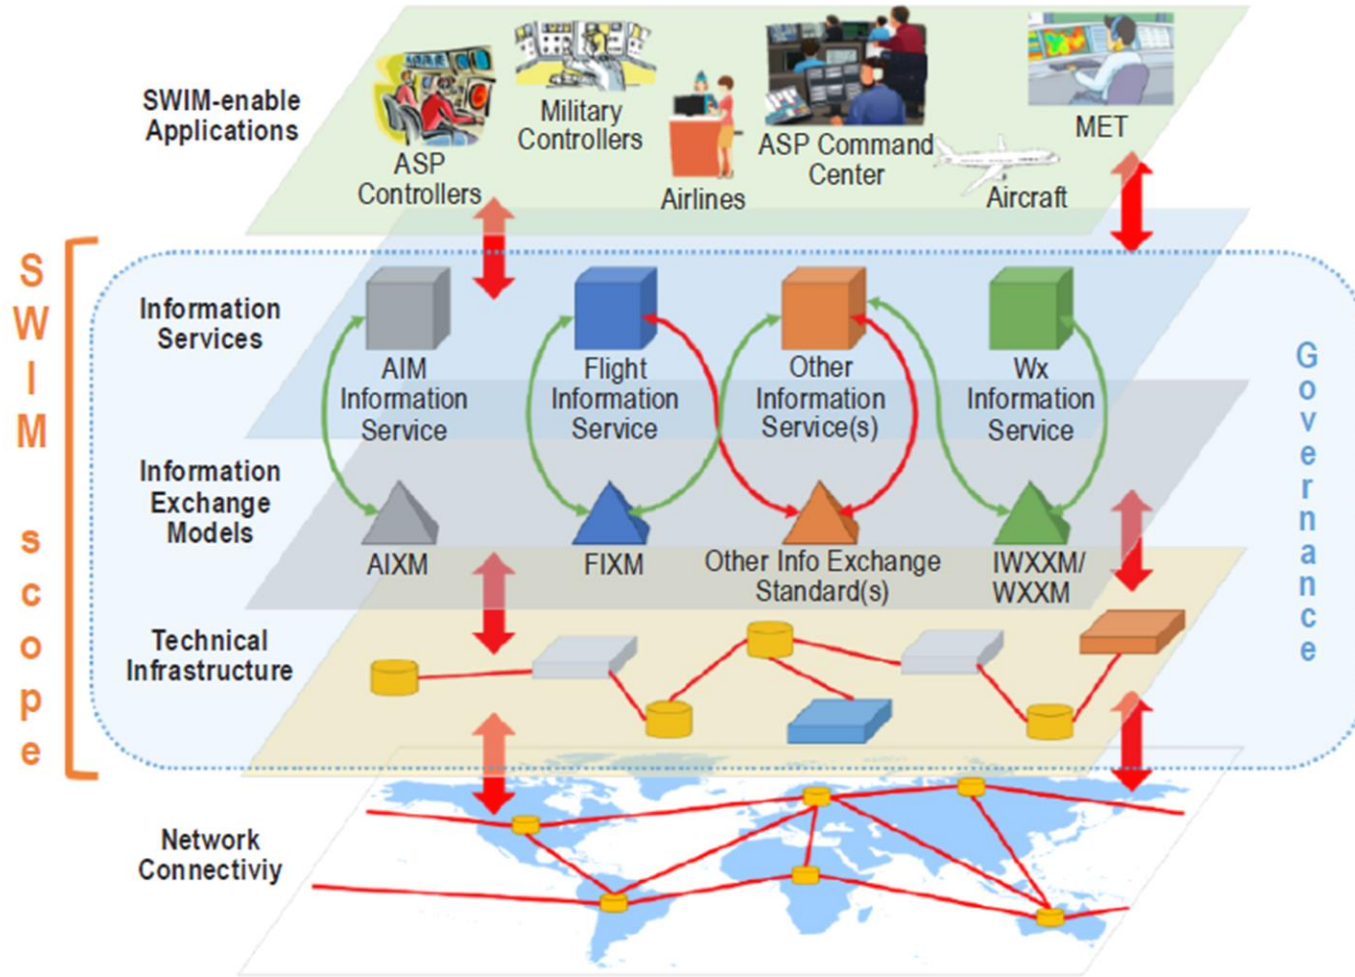 SWIM-enable
Applications
ASP
Controllers
Military
Controllers
Airlines
ASP Command
Center
Aircraft
MET
SWIM scope
Information
Services
AIM
Information
Service
Flight
Information
Service
Other
Information
Service(s)
Wx
Information
Service
Governance
Information
Exchange
Models
AIXM
FIXM
Other Info Exchange
Standard(s)
IWXXM/
WXXM
Technical
Infrastructure
Network
Connectiviy